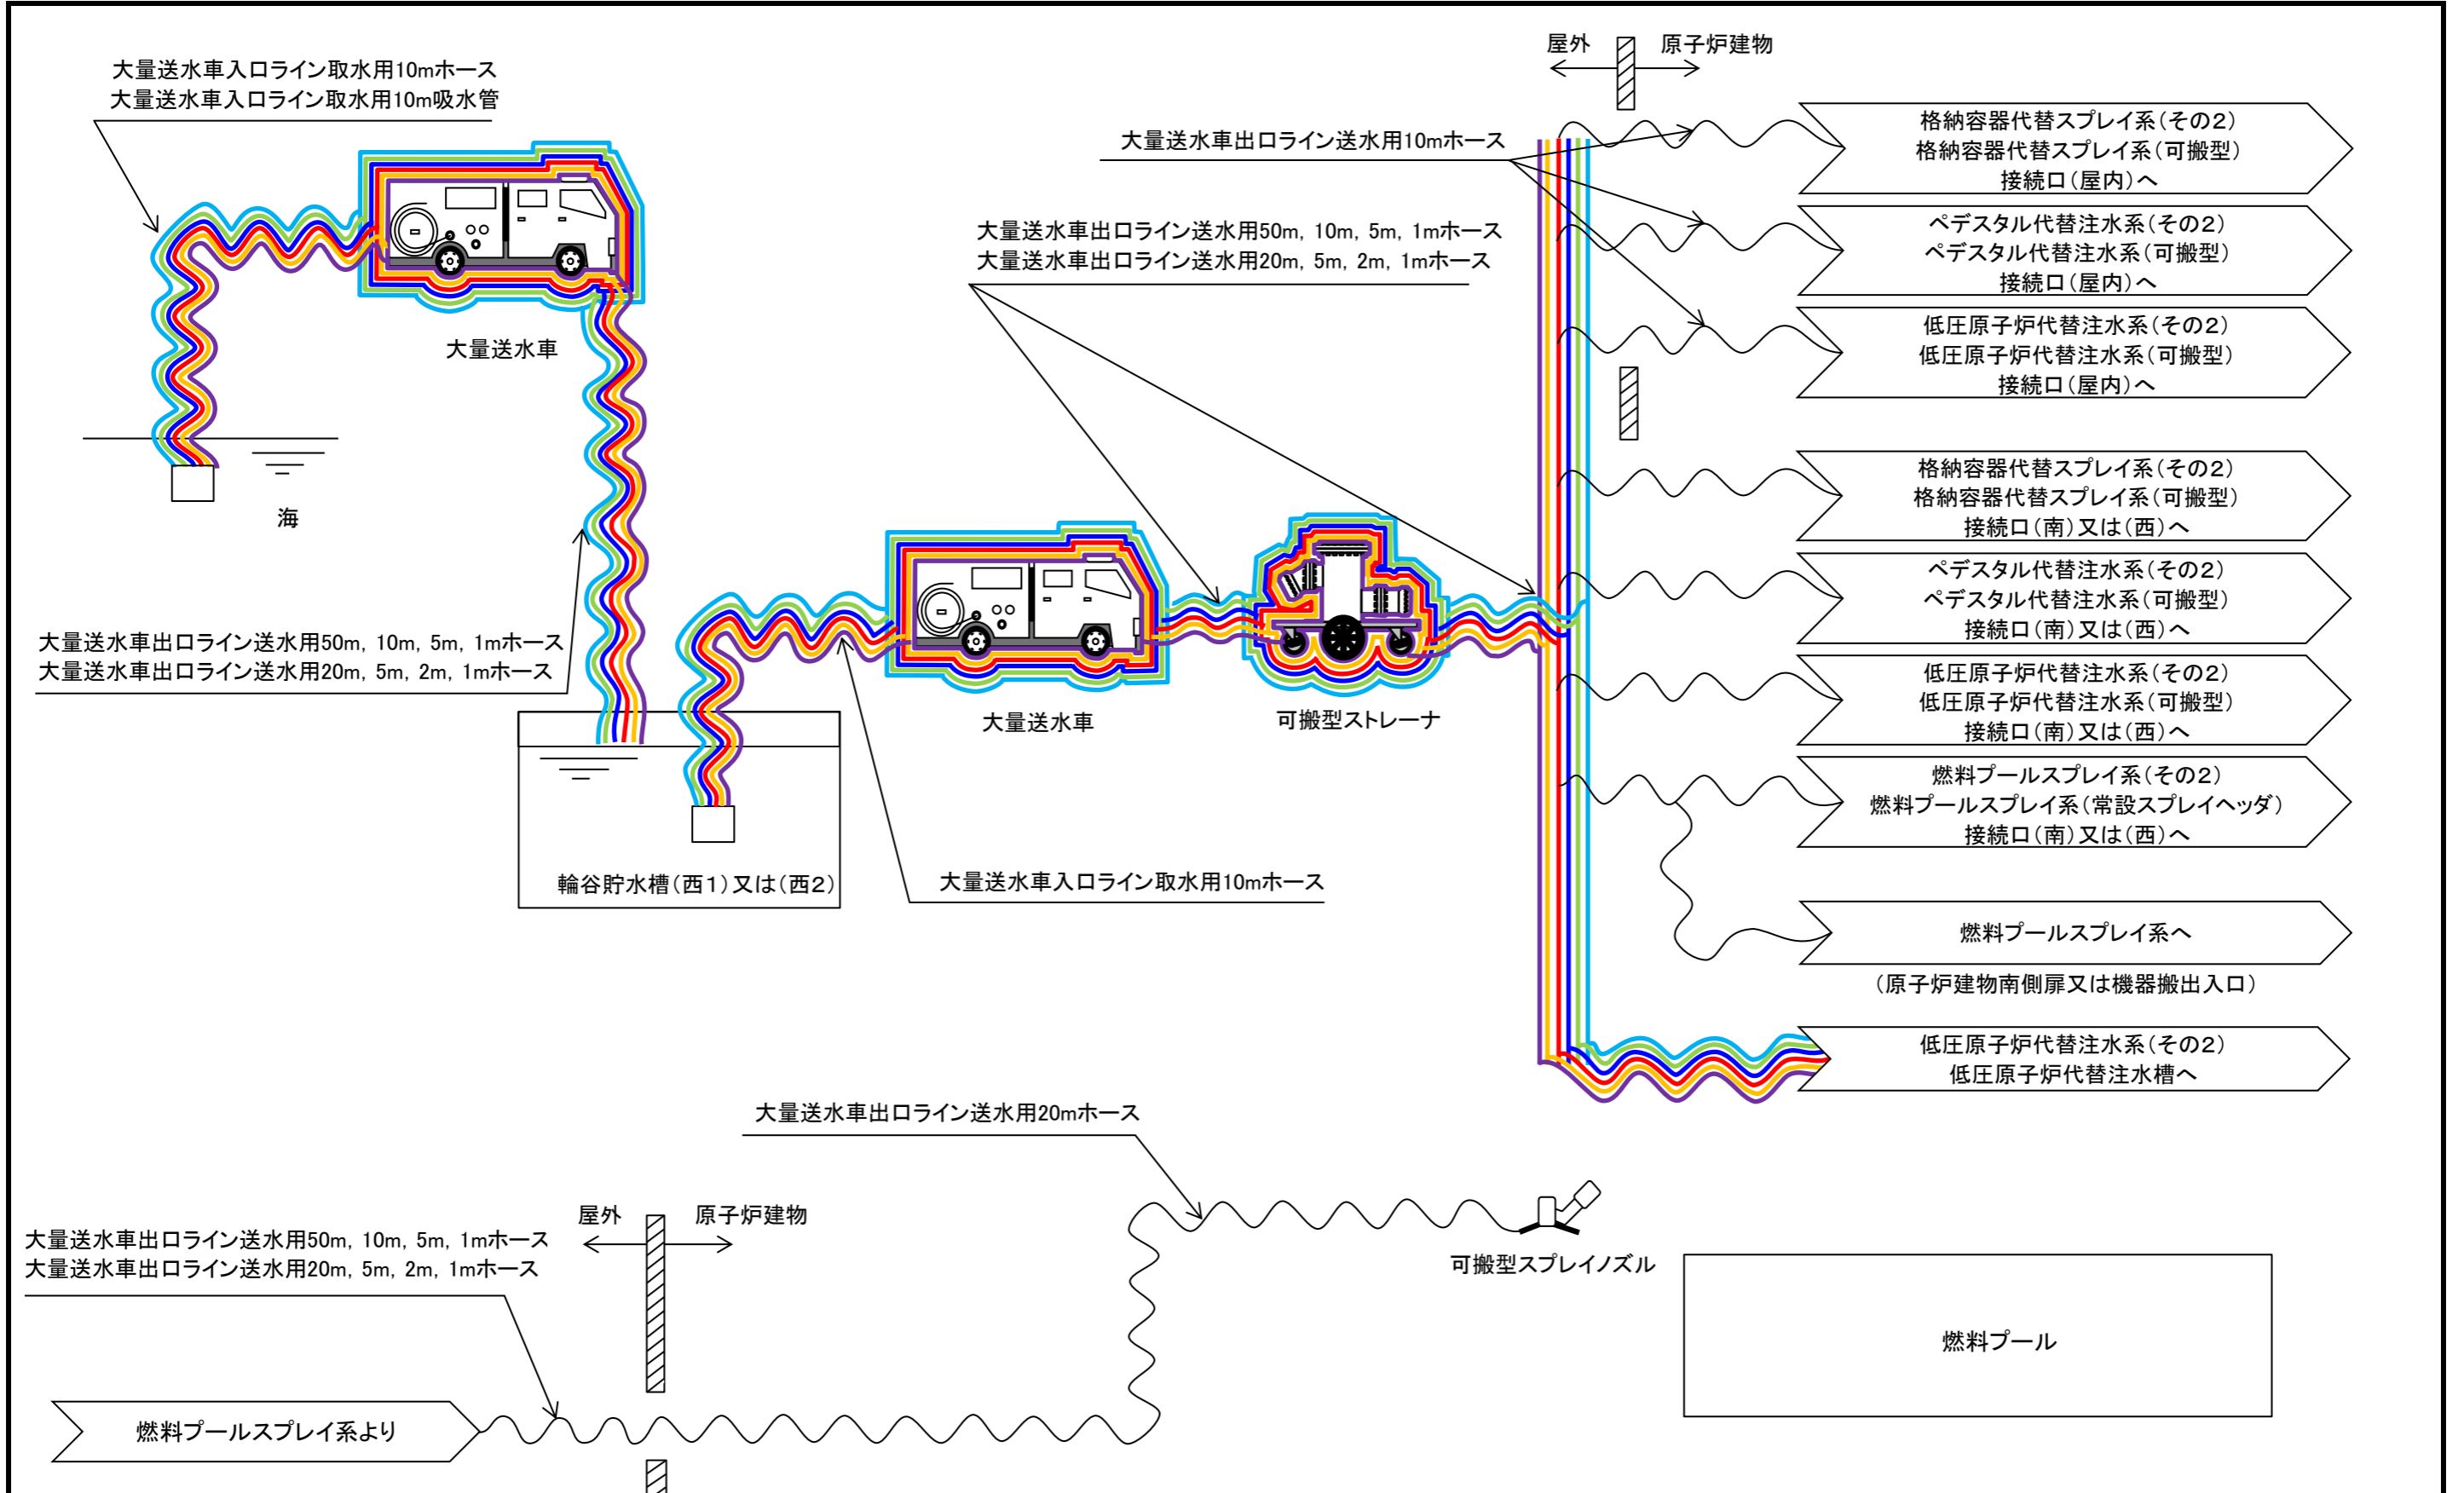 大量送水車入口ライン取水用10mホース
大量送水車入口ライン取水用10m吸水管
大量送水車
海
大量送水車出口ライン送水用50m, 10m, 5m, 1mホース
大量送水車出口ライン送水用20m, 5m, 2m, 1mホース
輪谷貯水槽(西1)又は(西2)
大量送水車入口ライン取水用10mホース
大量送水車
可搬型ストレーナ
大量送水車出口ライン送水用50m, 10m, 5m, 1mホース
大量送水車出口ライン送水用20m, 5m, 2m, 1mホース
大量送水車出口ライン送水用10mホース
屋外
原子炉建物
格納容器代替スプレイ系(その2)
格納容器代替スプレイ系(可搬型)
接続口(屋内)へ
ペデスタル代替注水系(その2)
ペデスタル代替注水系(可搬型)
接続口(屋内)へ
低圧原子炉代替注水系(その2)
低圧原子炉代替注水系(可搬型)
接続口(屋内)へ
格納容器代替スプレイ系(その2)
格納容器代替スプレイ系(可搬型)
接続口(南)又は(西)へ
ペデスタル代替注水系(その2)
ペデスタル代替注水系(可搬型)
接続口(南)又は(西)へ
低圧原子炉代替注水系(その2)
低圧原子炉代替注水系(可搬型)
接続口(南)又は(西)へ
燃料プールスプレイ系(その2)
燃料プールスプレイ系(常設スプレイヘッダ)
接続口(南)又は(西)へ
燃料プールスプレイ系へ
(原子炉建物南側扉又は機器搬出入口)
低圧原子炉代替注水系(その2)
低圧原子炉代替注水槽へ
大量送水車出口ライン送水用20mホース
屋外
原子炉建物
大量送水車出口ライン送水用50m, 10m, 5m, 1mホース
大量送水車出口ライン送水用20m, 5m, 2m, 1mホース
可搬型スプレイノズル
燃料プール
燃料プールスプレイ系より